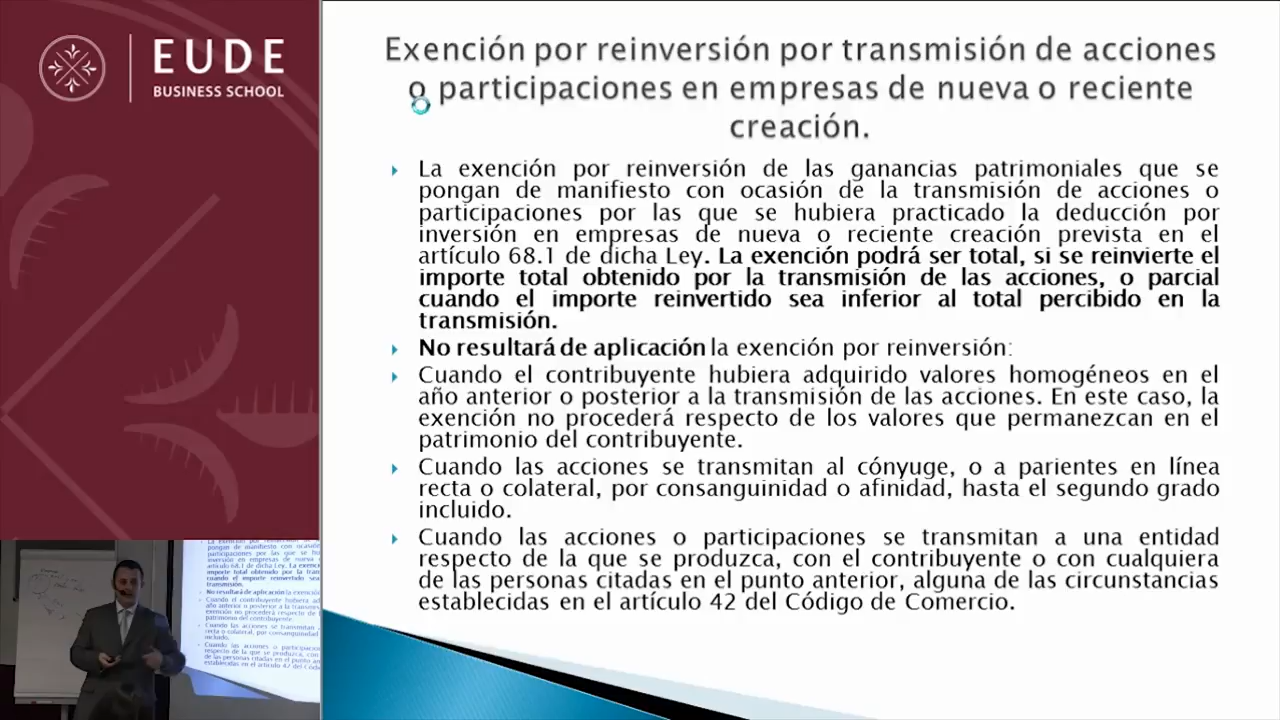 EUDE
BUSINESS SCHOOL
Exención por reinversión por transmisión de acciones
o participaciones en empresas de nueva o reciente
creación.
La exención por reinversión de las ganancias patrimoniales que se
pongan de manifiesto con ocasión de la transmisión de acciones o
participaciones por las que se hubiera practicado la deducción por
inversión en empresas de nueva o reciente creación prevista en el
artículo 68.1 de dicha Ley. La exención podrá ser total, si se reinvierte el
importe total obtenido por la transmisión de las acciones, o parcial
cuando el importe reinvertido sea inferior al total percibido en la
transmisión.
No resultará de aplicación la exención por reinversión:
Cuando el contribuyente hubiera adquirido valores homogéneos en el
año anterior o posterior a la transmisión de las acciones. En este caso, la
exención no procederá respecto de los valores que permanezcan en el
patrimonio del contribuyente.
Cuando las acciones se transmitan al cónyuge, o a parientes en línea
recta o colateral, por consanguinidad o afinidad, hasta el segundo grado
incluido.
Cuando las acciones o participaciones se transmitan a una entidad
respecto de la que se produzca, con el contribuyente o con cualquiera
de las personas citadas en el punto anterior, alguna de las circunstancias
establecidas en el artículo 42 del Código de Comercio.